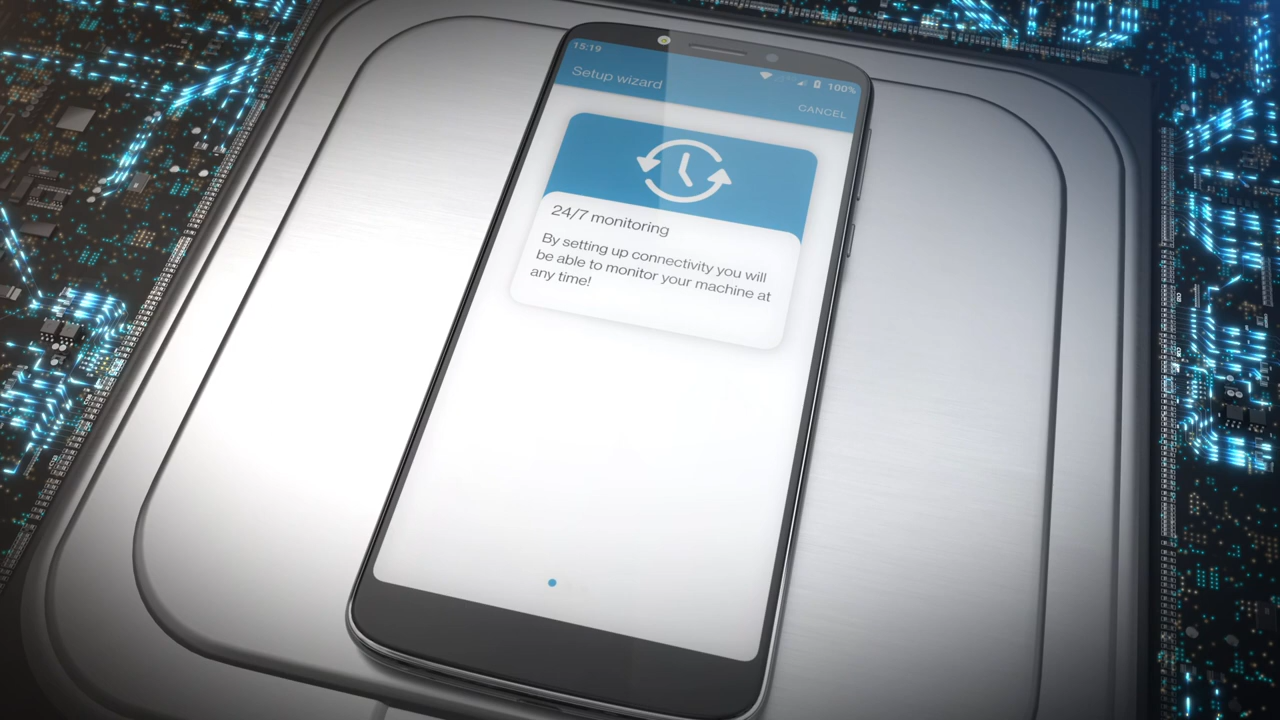 15:19
100%
Setup wizard
CANCEL
24/7 monitoring
By setting up connectivity you will
be able to monitor your machine at
any time!